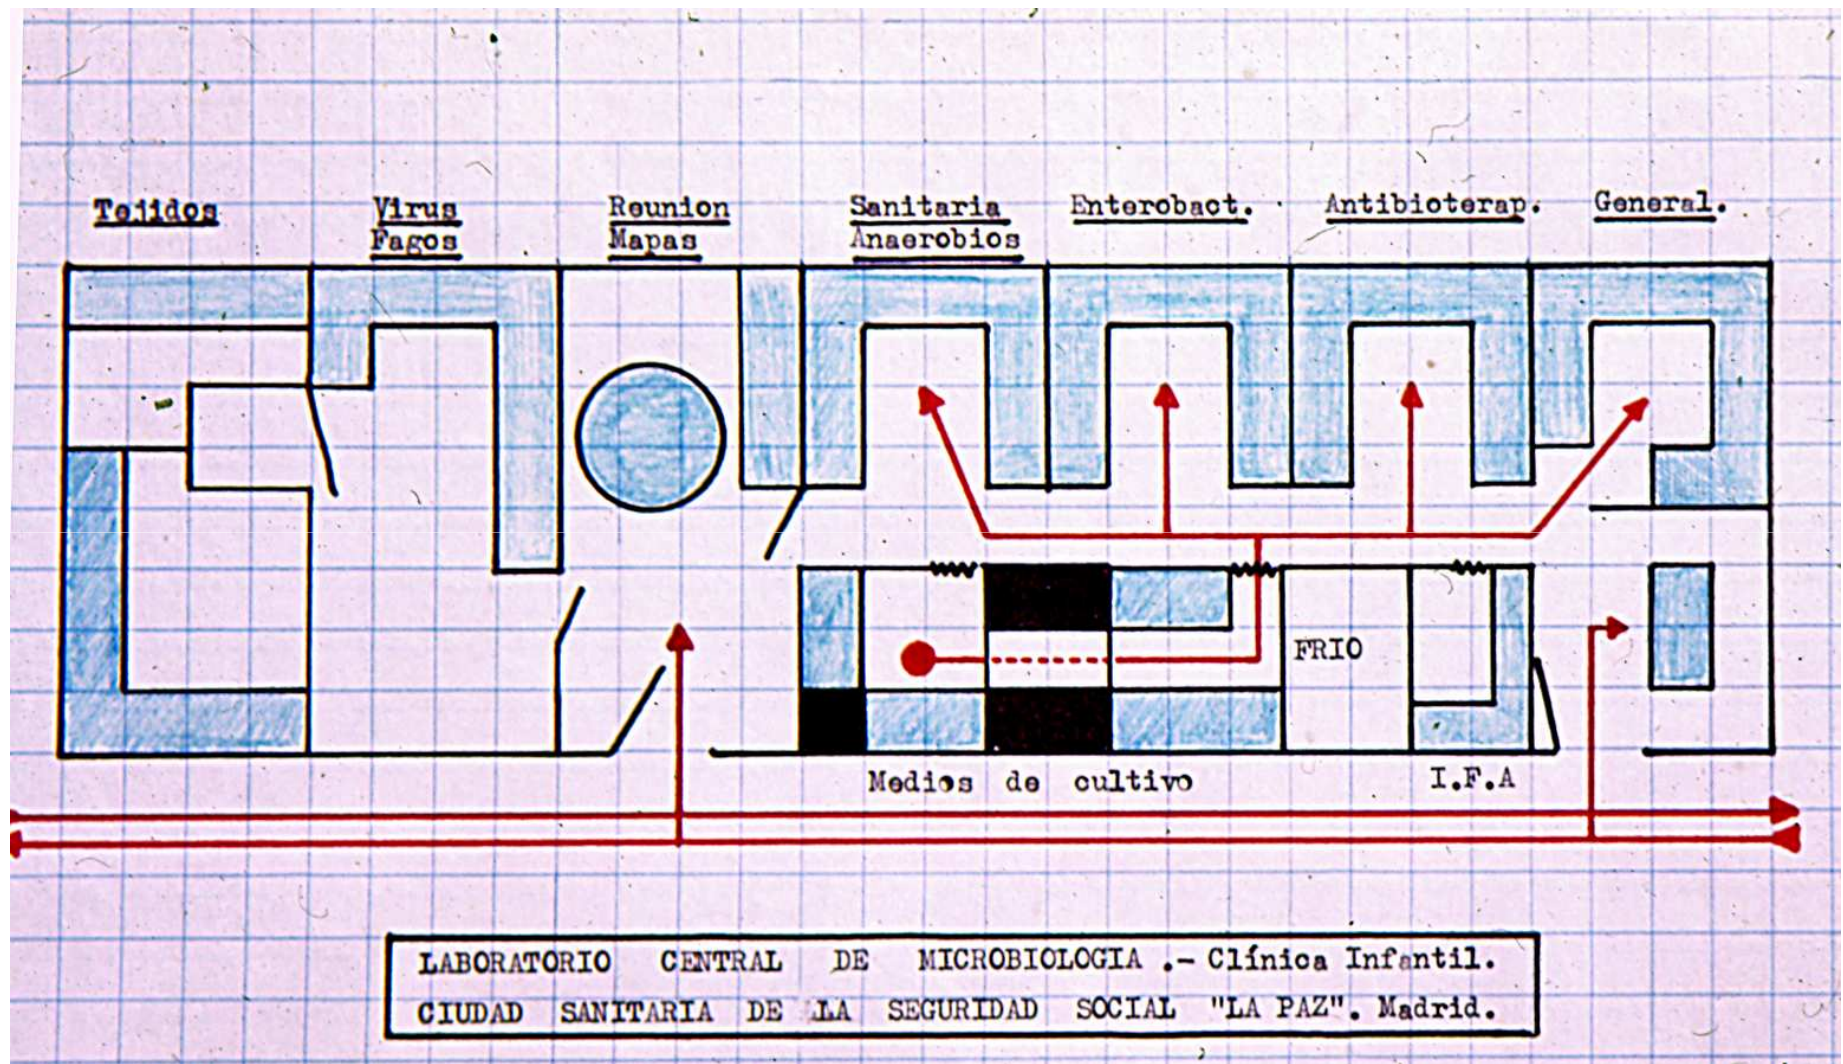 Tejidos
Virus
Fagos
Reunion
Mapas
Sanitaria
Anaerobios
Enterobact.
Antibioterap.
General.
FRIO
Medios de cultivo
I.F.A
LABORATORIO CENTRAL DE MICROBIOLOGIA .- Clínica Infantil.
CIUDAD SANITARIA DE LA SEGURIDAD SOCIAL "LA PAZ". Madrid.